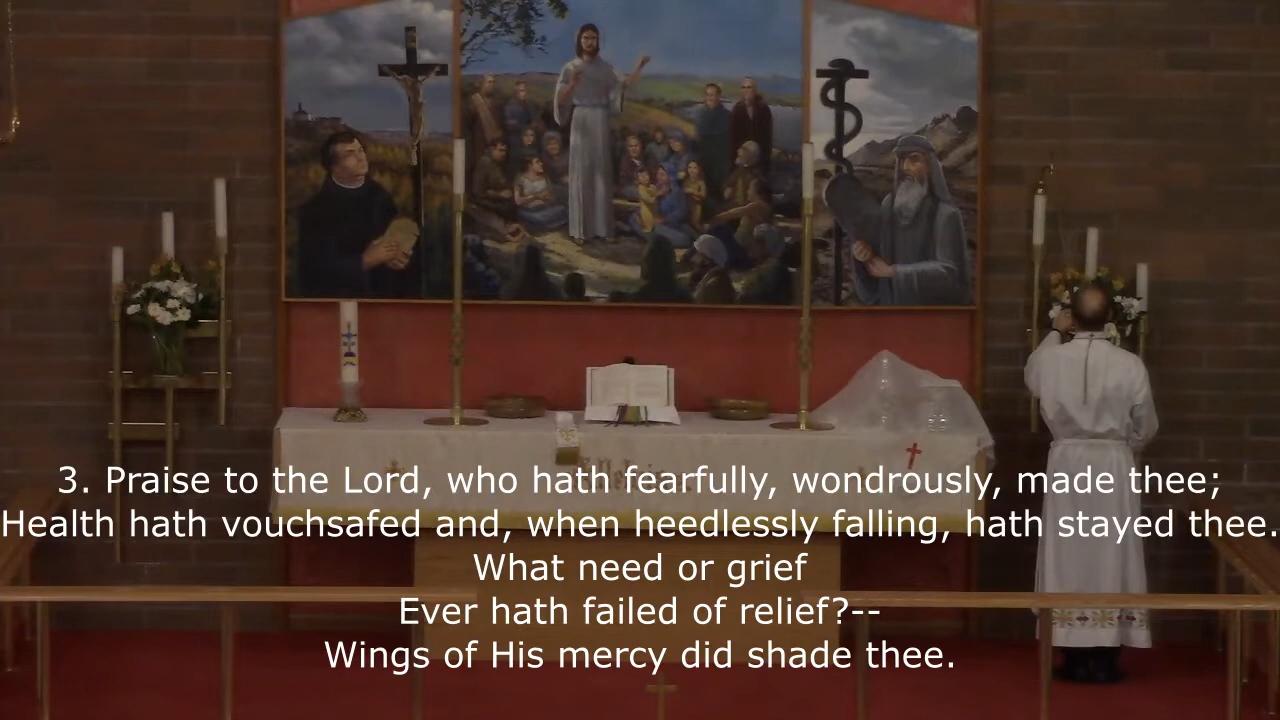 3. Praise to the Lord, who hath fearfully, wondrously, made thee;
Health hath vouchsafed and, when heedlessly falling, hath stayed thee.
What need or grief
Ever hath failed of relief?--
Wings of His mercy did shade thee.